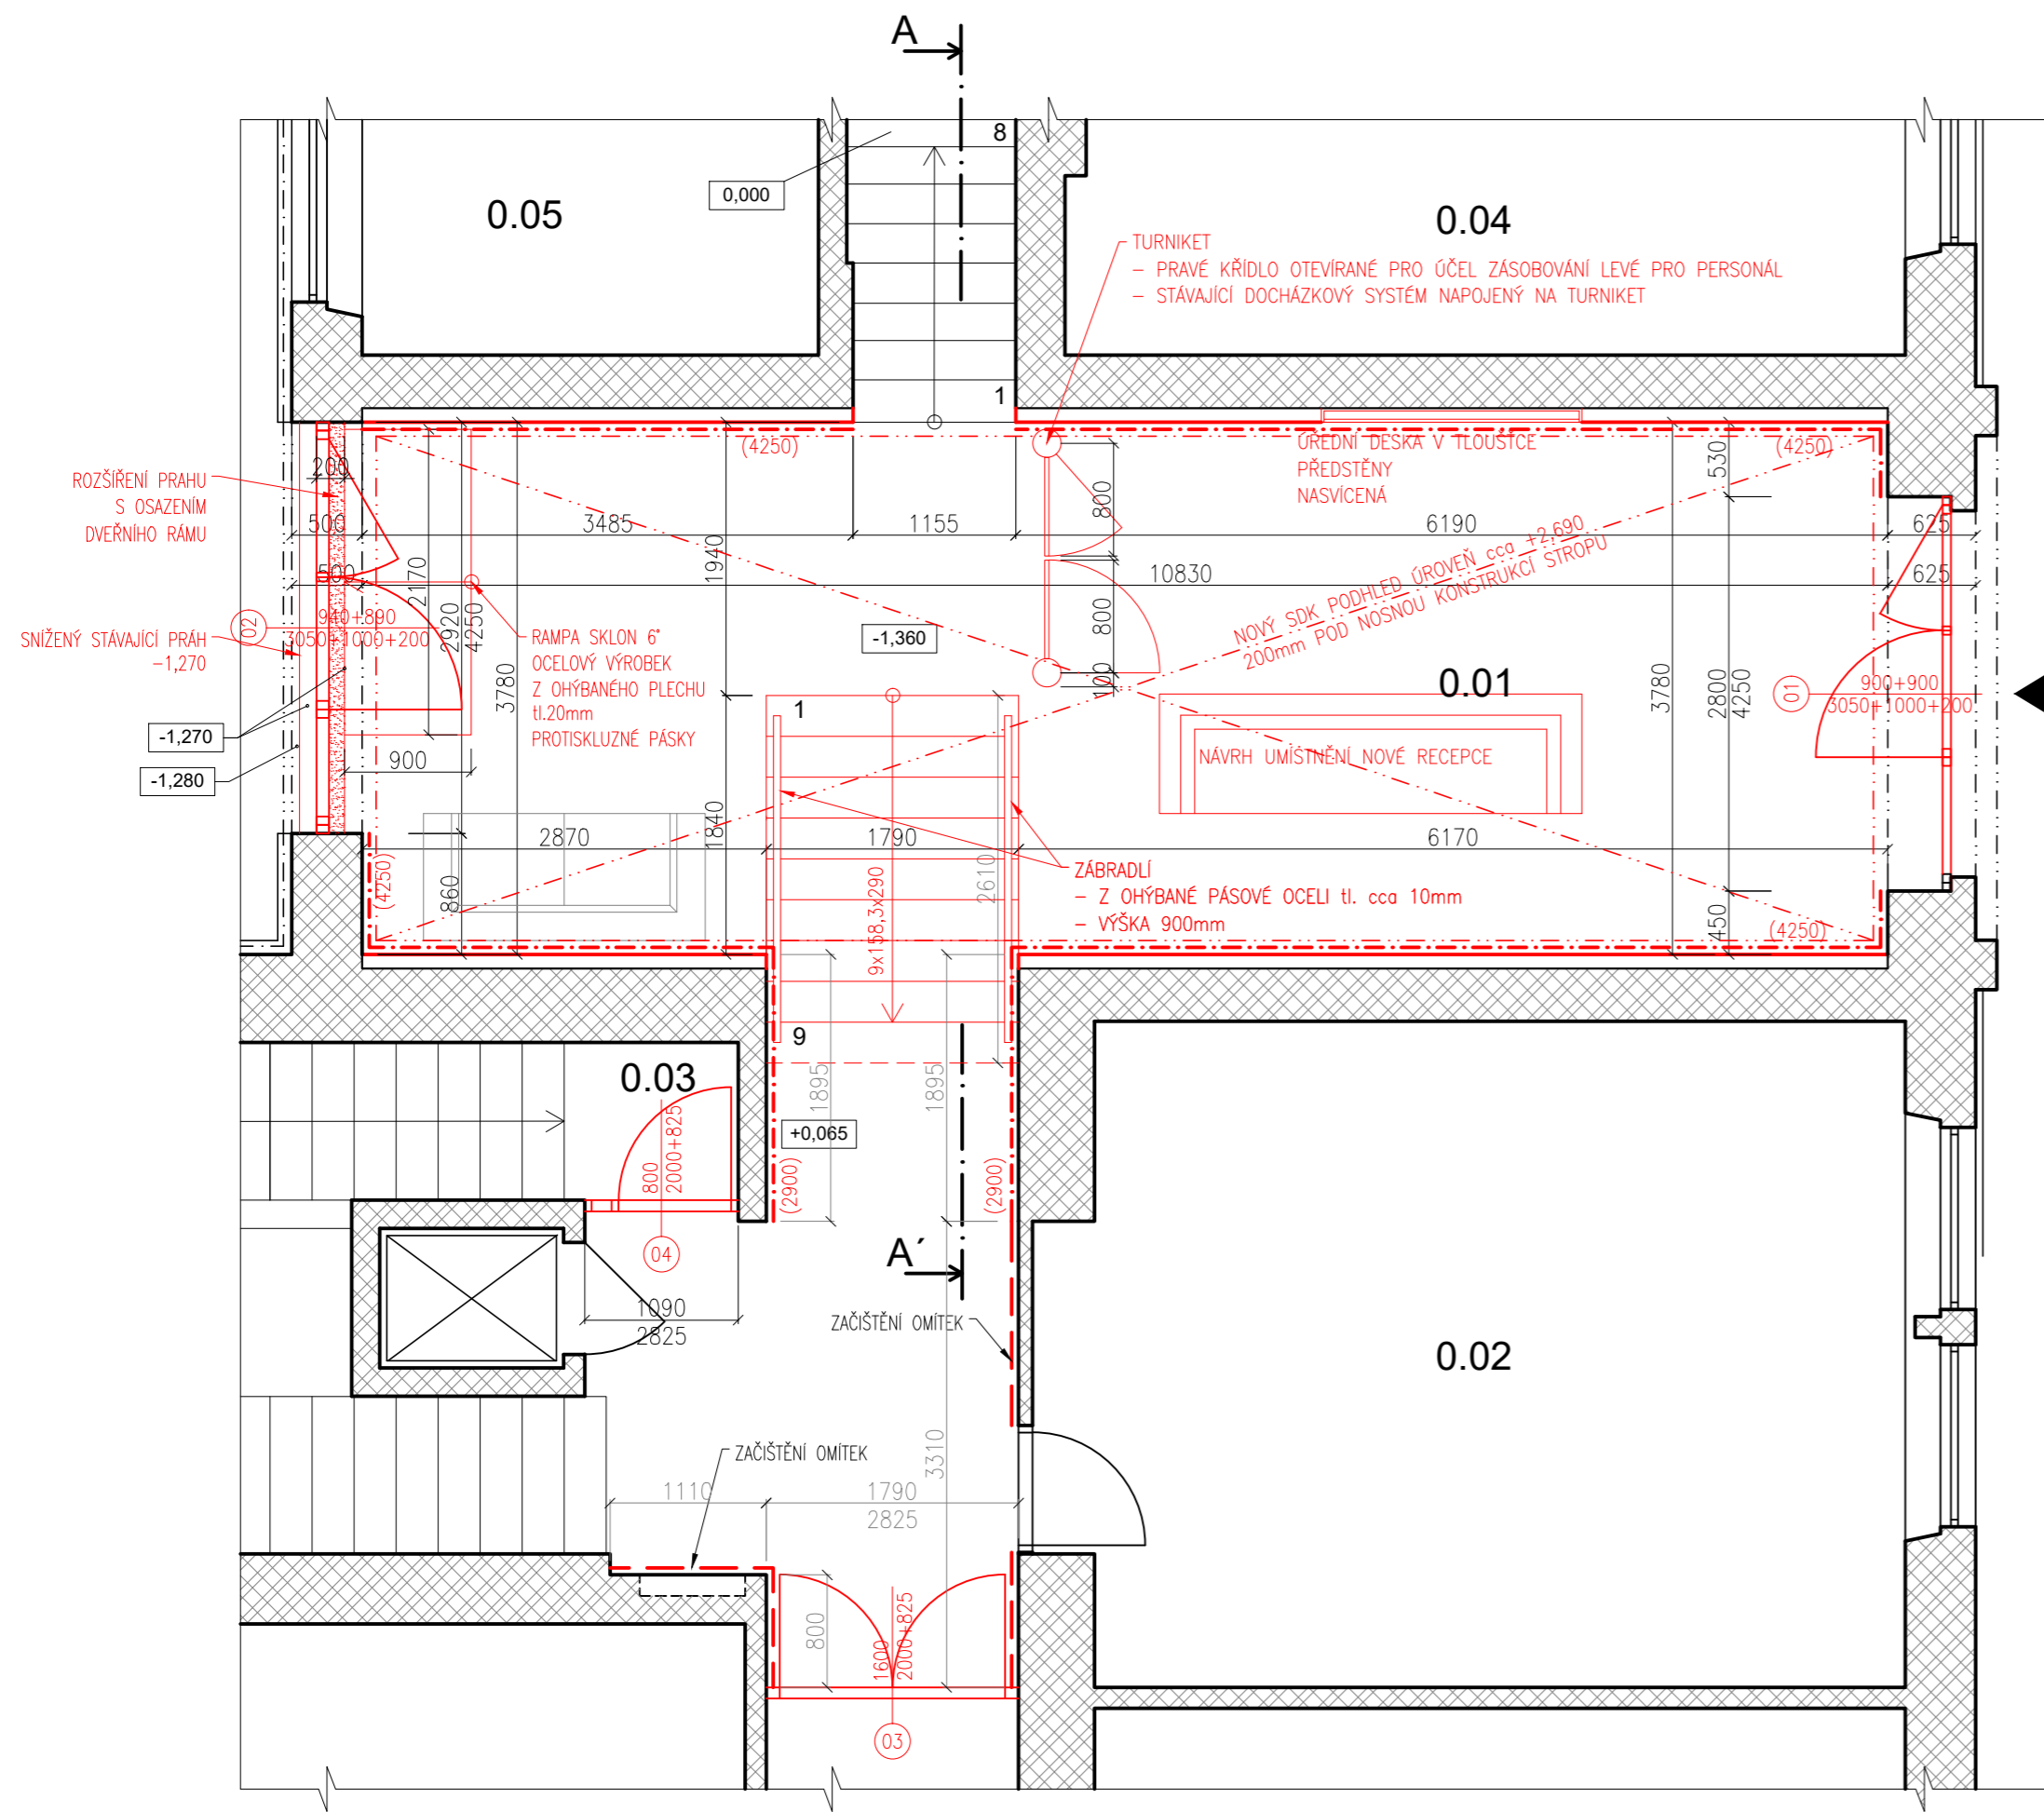 A
8
0,000
0.05
0.04
TURNIKET
- PRAVÉ KŘÍDLO OTEVÍRANÉ PRO ÚČEL ZÁSOBOVÁNÍ LEVÉ PRO PERSONÁL
- STÁVAJÍCÍ DOCHÁZKOVÝ SYSTÉM NAPOJENÝ NA TURNIKET
1
(4250)
ÚŘEDNÍ DESKA V TLOUŠŤCE
PŘEDSTĚNY
NASVÍCENÁ
(4250)
530
200
ROZŠÍŘENÍ PRAHU
S OSAZENÍM
DVEŘNÍHO RÁMU
800
500
3485
1155
6190
625
1940
2170
500
10830
625
NOVÝ SDK PODHLED ÚROVEŇ cca +2,690
200mm POD NOSNOU KONSTRUKCÍ STROPU
02
940+890
3050+1000+200
2920
4250
3780
SNÍŽENÝ STÁVAJÍCÍ PRÁH
-1,270
RAMPA SKLON 6°
OCELOVÝ VÝROBEK
Z OHÝBANÉHO PLECHU
tl.20mm
PROTISKLUZNÉ PÁSKY
-1,360
800
100
0.01
3780
2800
4250
01
900+900
3050+1000+200
1
-1,270
-1,280
900
NÁVRH UMÍSTNĚNÍ NOVÉ RECEPCE
2870
1840
1790
6170
(4250)
860
2610
9x158,3x290
ZÁBRADLÍ
- Z OHÝBANÉ PÁSOVÉ OCELI tl. cca 10mm
- VÝŠKA 900mm
450
(4250)
9
0.03
1895
1895
+0,065
800
2000+825
(2900)
(2900)
04
A´
1090
2825
ZAČIŠTĚNÍ OMÍTEK
0.02
ZAČIŠTĚNÍ OMÍTEK
3310
1110
1790
2825
800
1600
2000+825
03